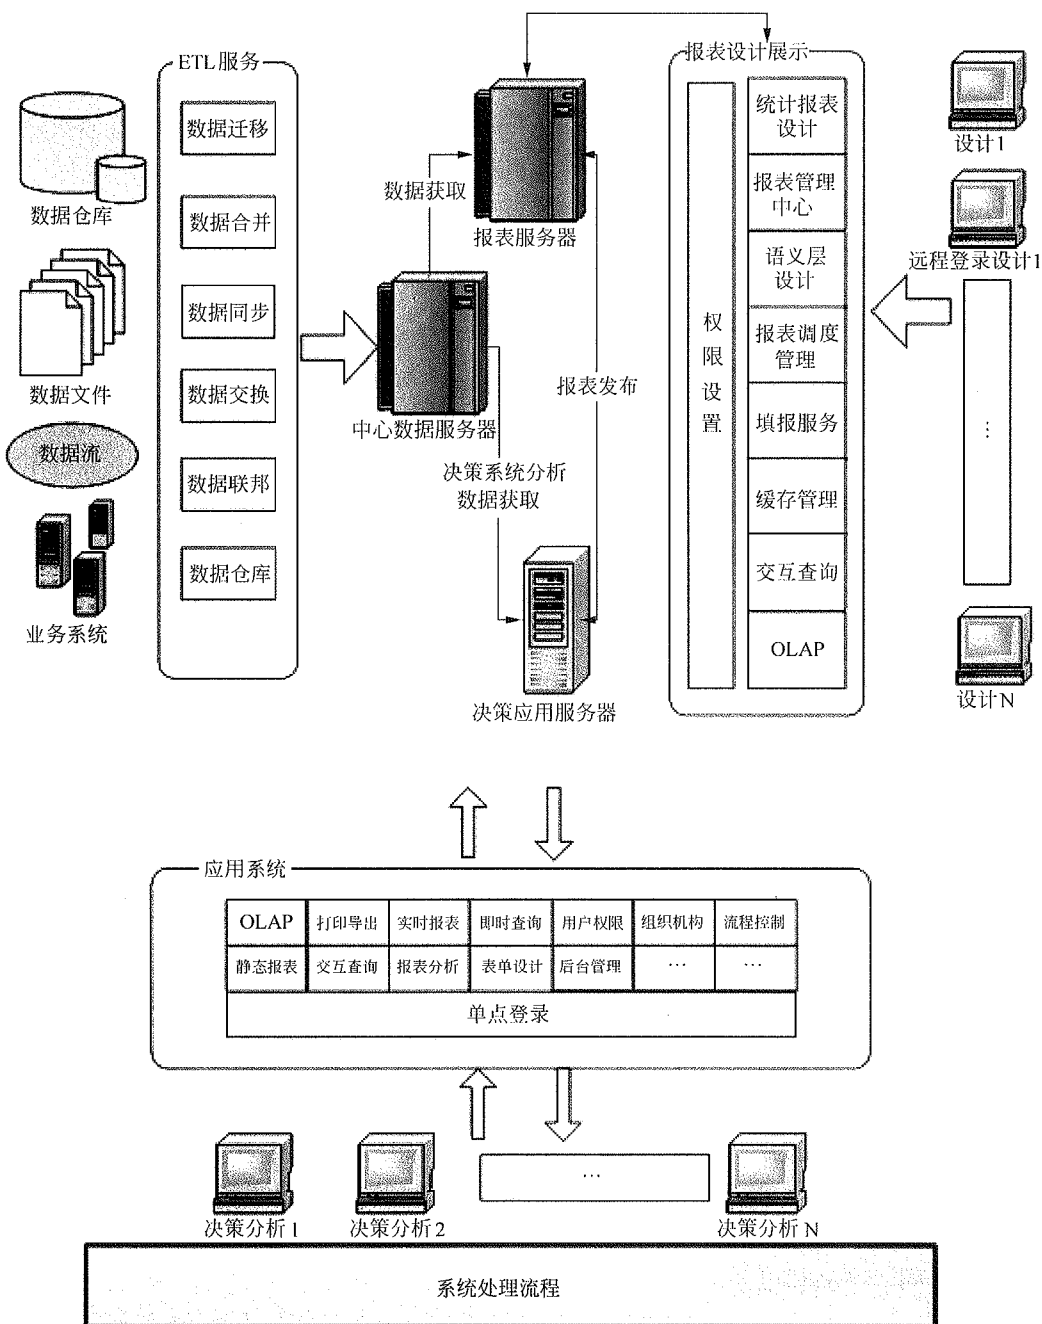 ETL服务
数据迁移
数据合并
数据同步
数据交换
数据联邦
数据仓库
数据仓库
数据文件
数据流
业务系统
数据获取
报表服务器
中心数据服务器
报表发布
决策系统分析
数据获取
决策应用服务器
报表设计展示
权
限
设
置
统计报表
设计
报表管理
中心
语义层
设计
报表调度
管理
填报服务
缓存管理
交互查询
OLAP
设计1
远程登录设计1
…
设计N
应用系统
OLAP 打印导出 实时报表 即时查询 用户权限 组织机构 流程控制
静态报表 交互查询 报表分析 表单设计 后台管理 … …
单点登录
…
决策分析1 决策分析2 决策分析N
系统处理流程